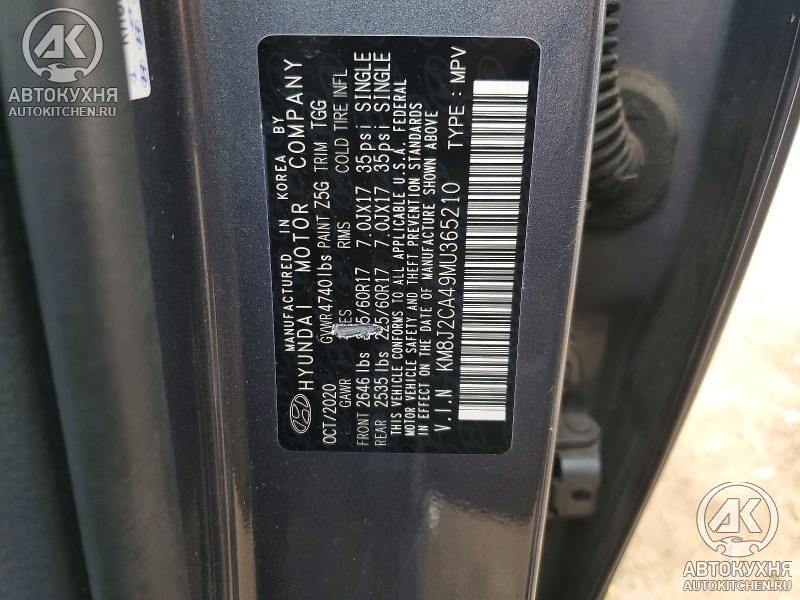 MANUFACTURED IN KOREA BY
HYUNDAI MOTOR COMPANY
OCT/2020 GVWR4740lbs PAINT Z5G TRIM TGG
GAWR RIMS COLD TIRE INFL
FRONT 2646 lbs 7.0JX17 35psi SINGLE
REAR 2535 lbs 225/60R17 7.0JX17 35psi SINGLE
THIS VEHICLE CONFORMS TO ALL APPLICABLE U.S.A. FEDERAL
MOTOR VEHICLE SAFETY AND THEFT PREVENTION STANDARDS
IN EFFECT ON THE DATE OF MANUFACTURE SHOWN ABOVE
V.I.N KM8J2CA49MU365210 TYPE : MPV
АК
АВТОКУХНЯ
AUTOKITCHEN.RU
АК
АВТОКУХНЯ
AUTOKITCHEN.RU